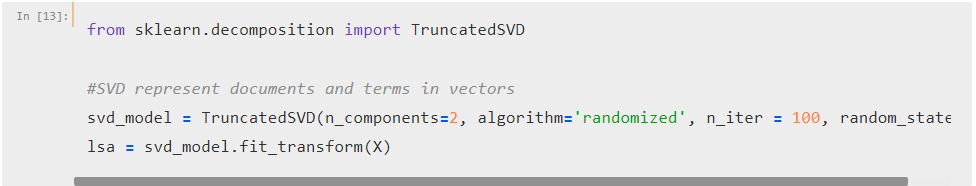 In [13]:
from sklearn.decomposition import TruncatedSVD
#SVD represent documents and terms in vectors
svd_model = TruncatedSVD(n_components=2, algorithm='randomized', n_iter = 100, random_state
lsa = svd_model.fit_transform(X)